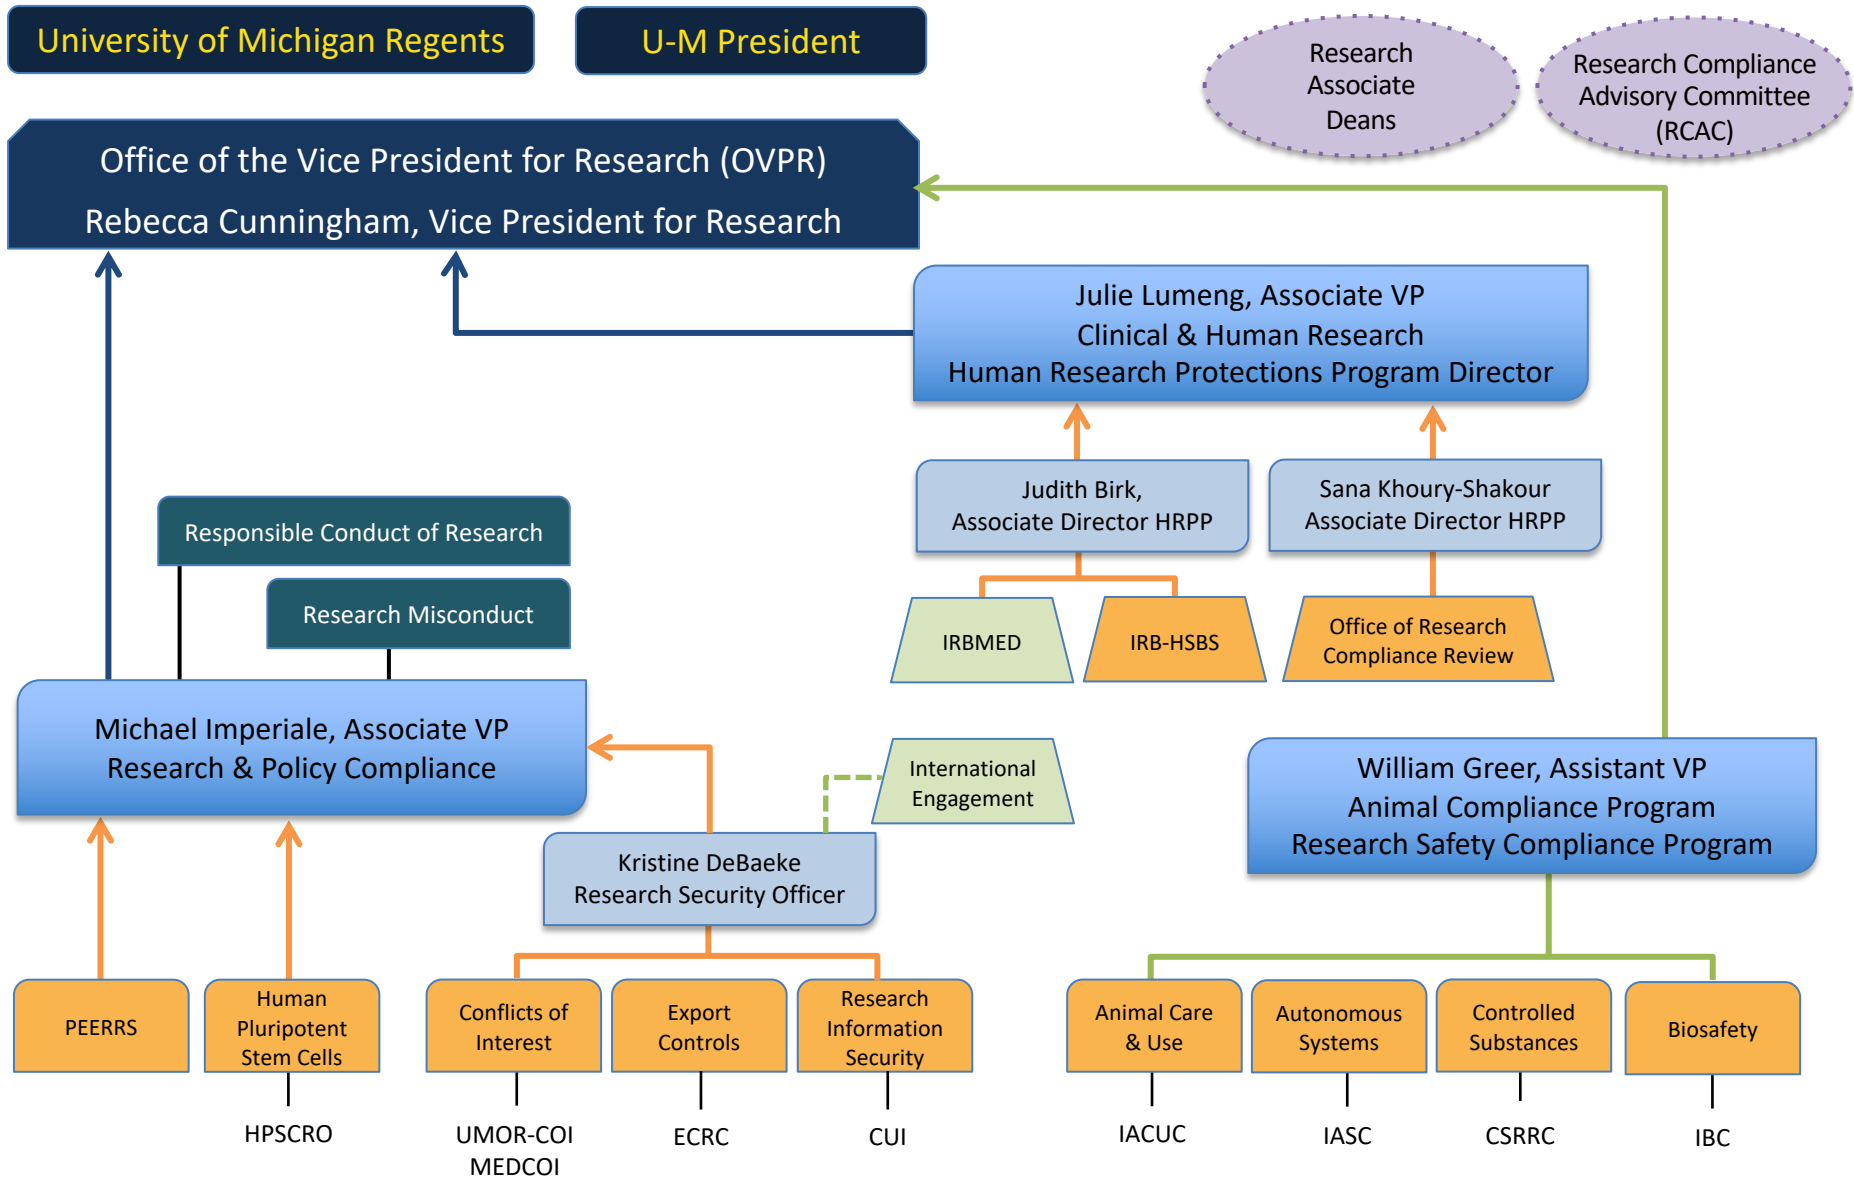 University of Michigan Regents
U-M President
Research
Associate
Deans
Research Compliance
Advisory Committee
(RCAC)
Office of the Vice President for Research (OVPR)
Rebecca Cunningham, Vice President for Research
Julie Lumeng, Associate VP
Clinical & Human Research
Human Research Protections Program Director
Judith Birk,
Associate Director HRPP
Sana Khoury-Shakour
Associate Director HRPP
Responsible Conduct of Research
Research Misconduct
IRBMED
IRB-HSBS
Office of Research
Compliance Review
Michael Imperiale, Associate VP
Research & Policy Compliance
International
Engagement
William Greer, Assistant VP
Animal Compliance Program
Research Safety Compliance Program
Kristine DeBaeke
Research Security Officer
PEERRS
Human
Pluripotent
Stem Cells
Conflicts of
Interest
Export
Controls
Research
Information
Security
Animal Care
& Use
Autonomous
Systems
Controlled
Substances
Biosafety
HPSCRO
UMOR-COI
MEDCOI
ECRC
CUI
IACUC
IASC
CSRRC
IBC